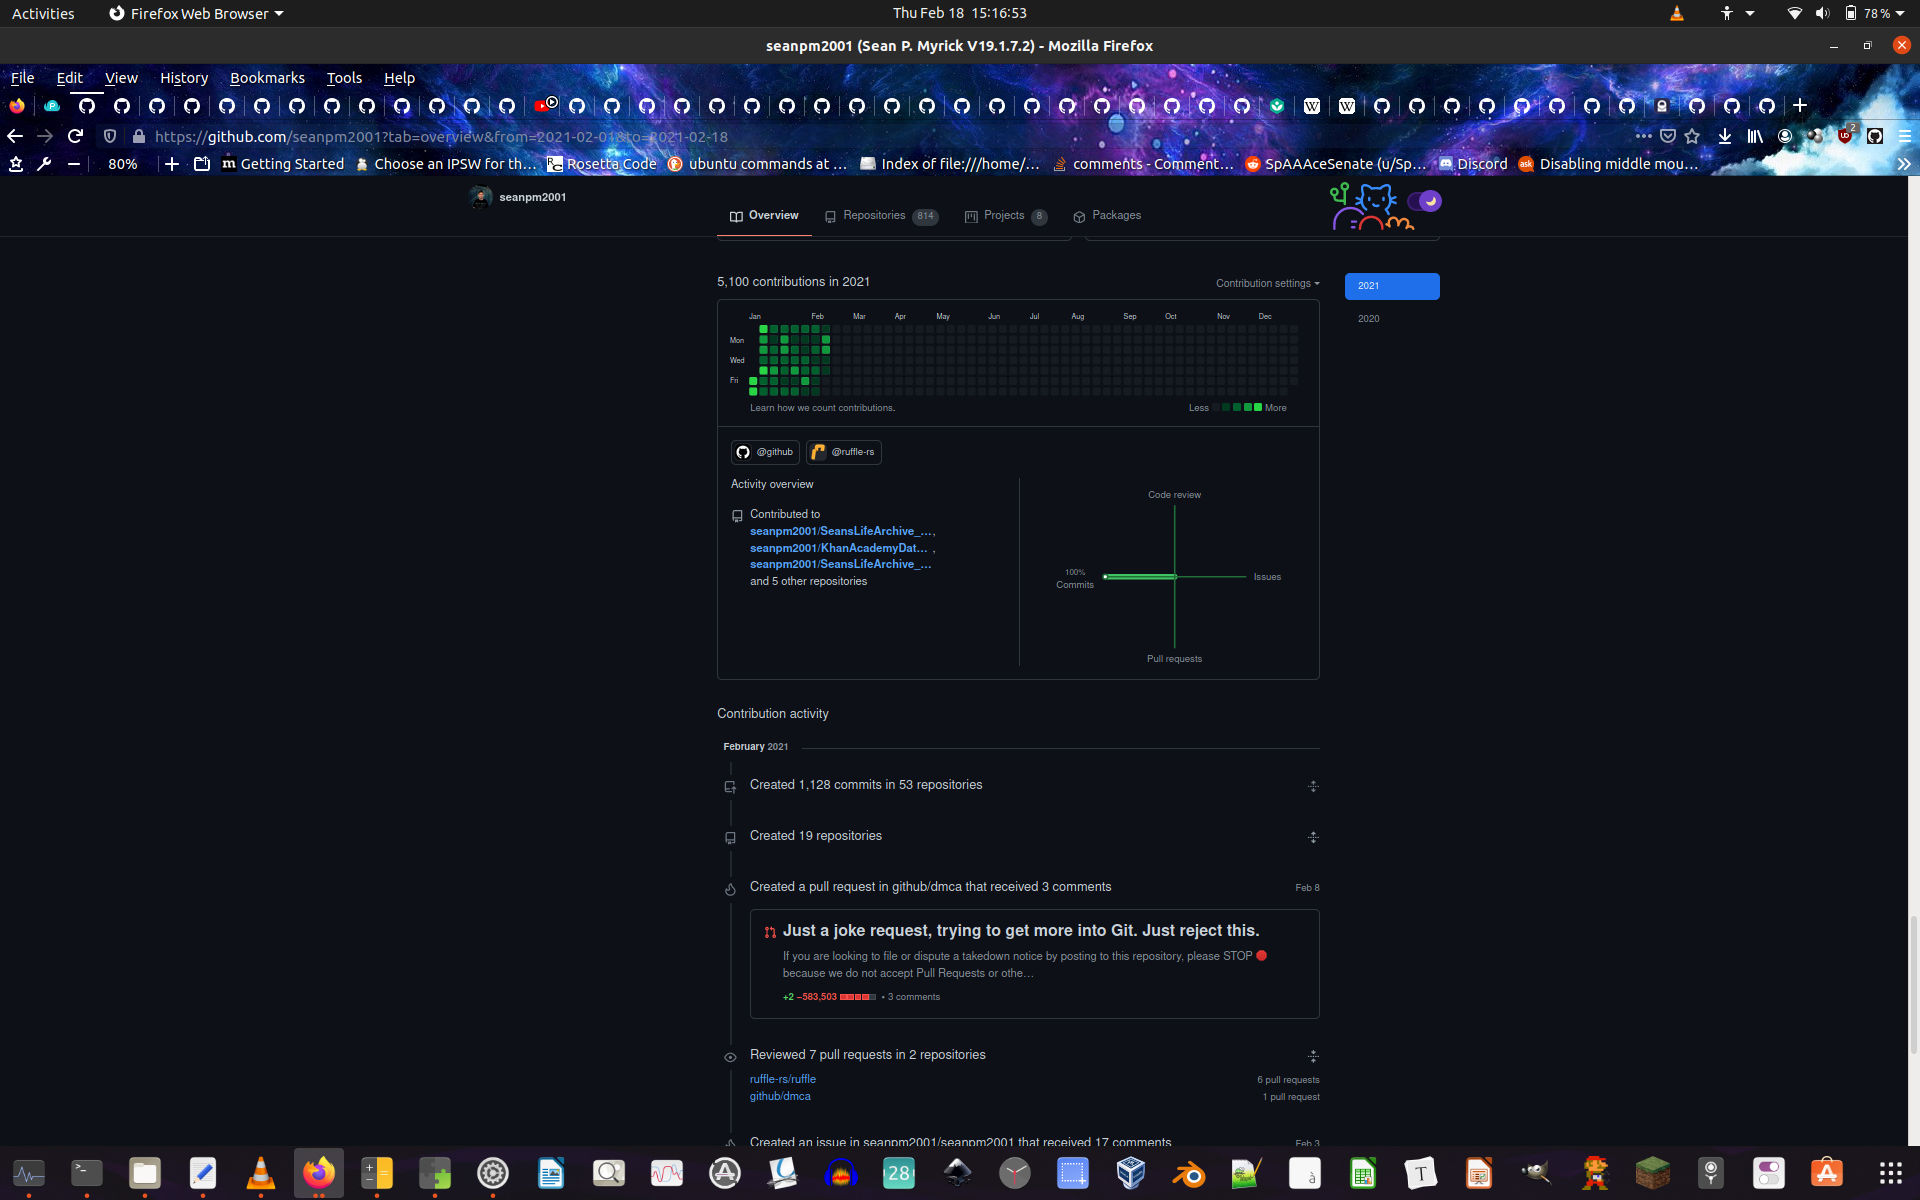 Activities
Firefox Web Browser
Thu Feb 18 15:16:53
78 %
seanpm2001 (Sean P. Myrick V19.1.7.2) - Mozilla Firefox
File Edit View History Bookmarks Tools Help
https://github.com/seanpm2001?tab=overview&from=2021-02-01&to=2021-02-18
2
80%
Getting Started
Choose an IPSW for th…
Rosetta Code
ubuntu commands at …
Index of file:///home/…
comments - Comment…
SpAAAceSenate (u/Sp…
Discord
Disabling middle mou…
seanpm2001
Overview
Repositories 814
Projects 8
Packages
5,100 contributions in 2021
Contribution settings
2021
2020
Jan Feb Mar Apr May Jun Jul Aug Sep Oct Nov Dec
Mon
Wed
Fri
Learn how we count contributions.
Less More
@github
@ruffle-rs
Activity overview
Contributed to
seanpm2001/SeansLifeArchive_…,
seanpm2001/KhanAcademyDat… ,
seanpm2001/SeansLifeArchive_…
and 5 other repositories
Code review
100%
Commits
Issues
Pull requests
Contribution activity
February 2021
Created 1,128 commits in 53 repositories
Created 19 repositories
Created a pull request in github/dmca that received 3 comments
Feb 8
Just a joke request, trying to get more into Git. Just reject this.
If you are looking to file or dispute a takedown notice by posting to this repository, please STOP
because we do not accept Pull Requests or othe…
+2 −583,503 • 3 comments
Reviewed 7 pull requests in 2 repositories
ruffle-rs/ruffle
6 pull requests
github/dmca
1 pull request
Created an issue in seanpm2001/seanpm2001 that received 17 comments
Feb 3
28